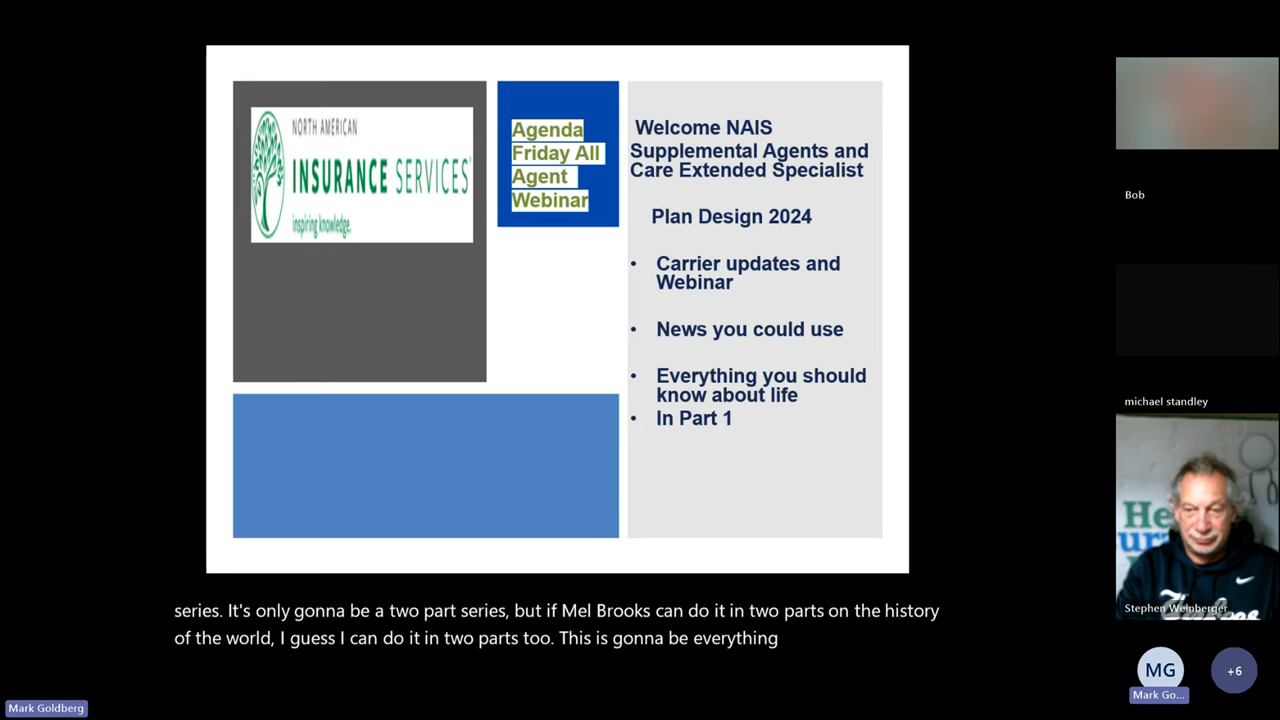 NORTH AMERICAN
INSURANCE SERVICES
inspiring knowledge.
Agenda
Friday All
Agent
Webinar
Welcome NAIS
Supplemental Agents and
Care Extended Specialist
Plan Design 2024
• Carrier updates and
Webinar
• News you could use
• Everything you should
know about life
• In Part 1
Bob
michael standley
He
Stephen Weinberger
MG
+6
Mark Go...
series. It's only gonna be a two part series, but if Mel Brooks can do it in two parts on the history
of the world, I guess I can do it in two parts too. This is gonna be everything
Mark Goldberg